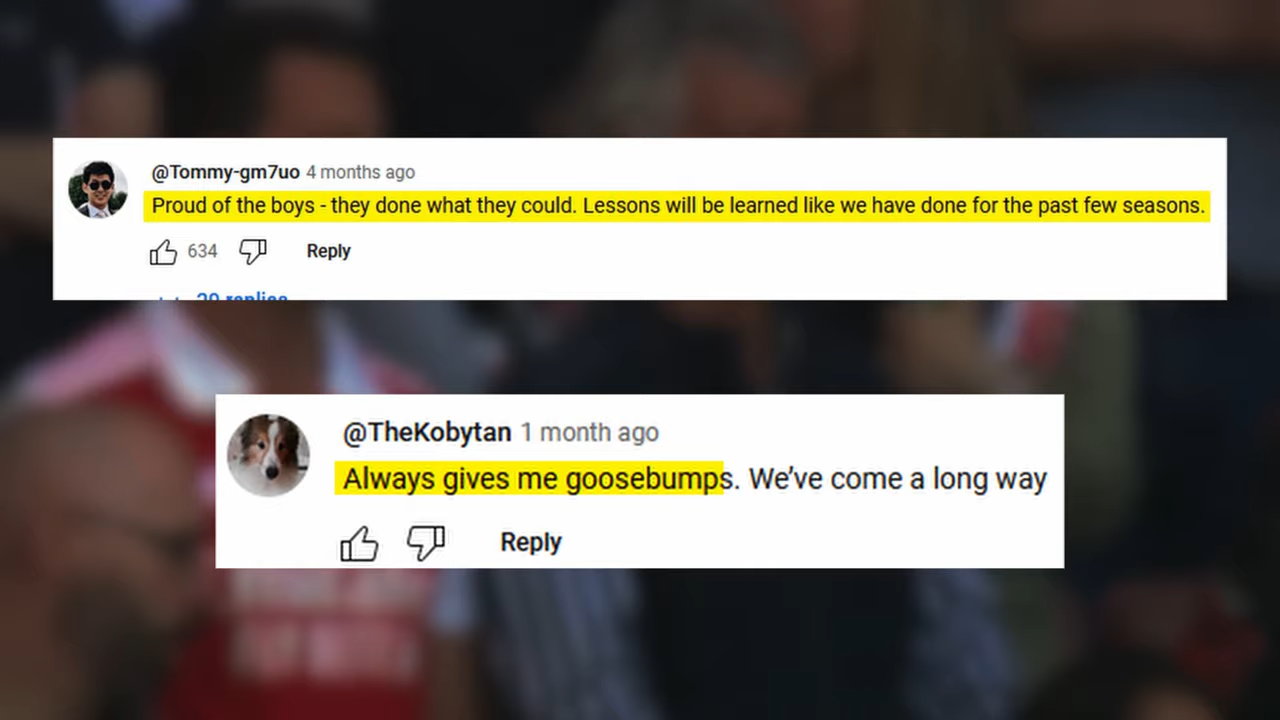 @Tommy-gm7uo 4 months ago
Proud of the boys - they done what they could. Lessons will be learned like we have done for the past few seasons.
634 Reply
20 replies
@TheKobytan 1 month ago
Always gives me goosebumps. We’ve come a long way
Reply